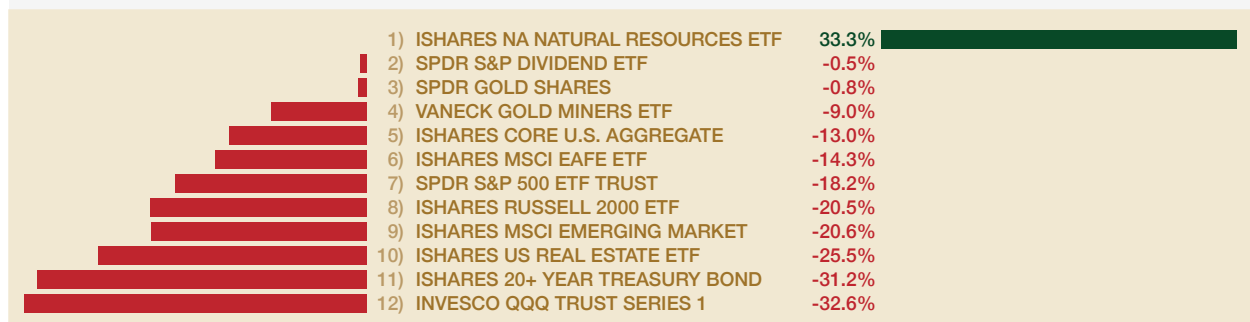 1) ISHARES NA NATURAL RESOURCES ETF 33.3%
2) SPDR S&P DIVIDEND ETF -0.5%
3) SPDR GOLD SHARES -0.8%
4) VANECK GOLD MINERS ETF -9.0%
5) ISHARES CORE U.S. AGGREGATE -13.0%
6) ISHARES MSCI EAFE ETF -14.3%
7) SPDR S&P 500 ETF TRUST -18.2%
8) ISHARES RUSSELL 2000 ETF -20.5%
9) ISHARES MSCI EMERGING MARKET -20.6%
10) ISHARES US REAL ESTATE ETF -25.5%
11) ISHARES 20+ YEAR TREASURY BOND -31.2%
12) INVESCO QQQ TRUST SERIES 1 -32.6%